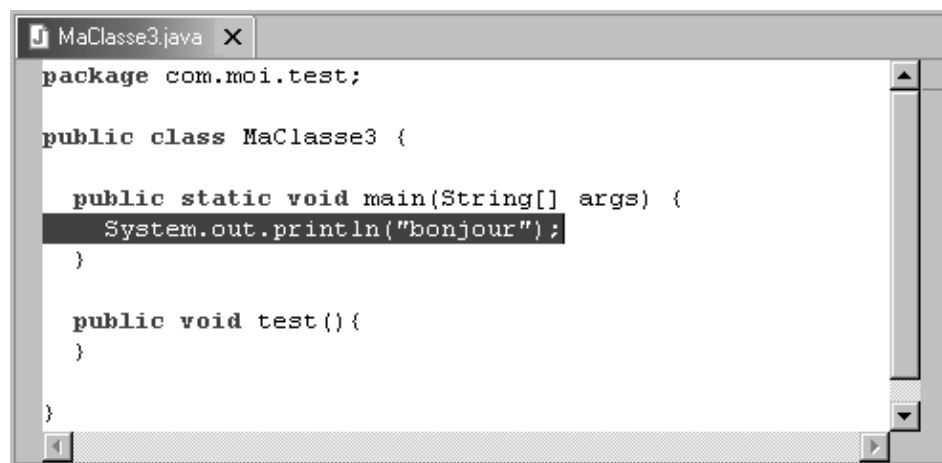 MaClasse3.java
package com.moi.test;
public class MaClasse3 {
public static void main(String[] args) {
System.out.println("bonjour");
}
public void test(){
}
}